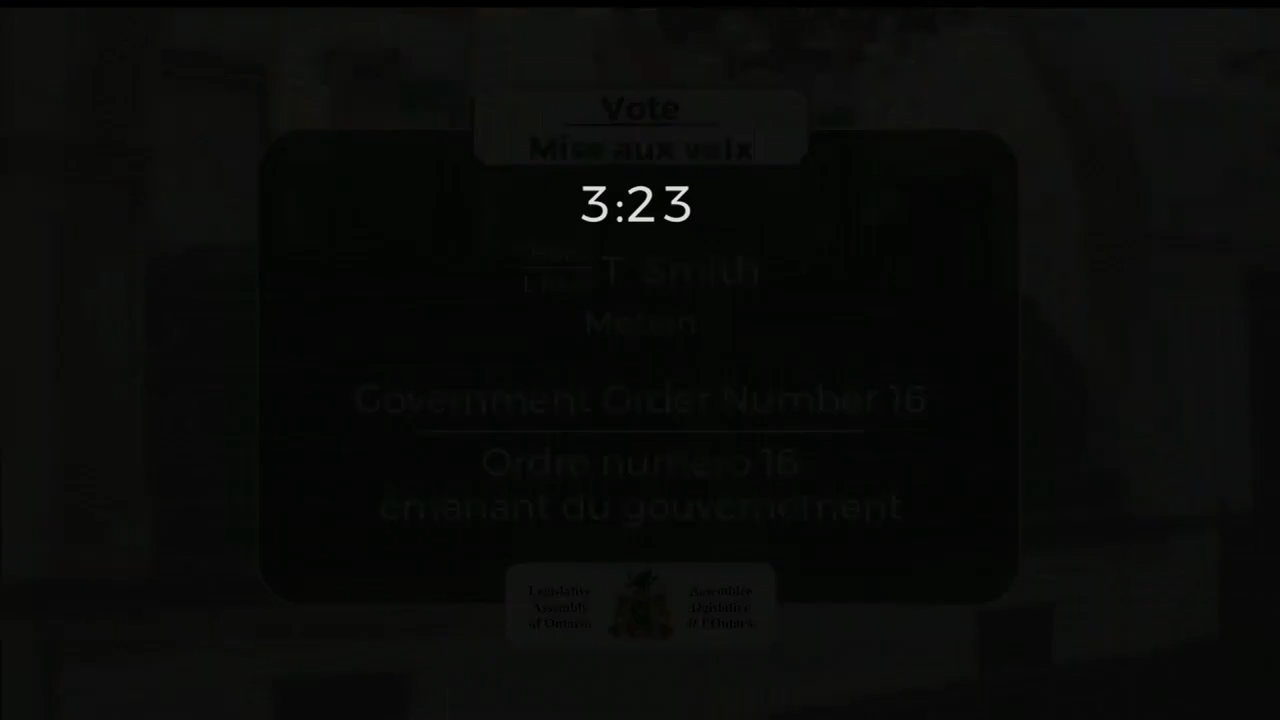 Vote
Mise aux voix
3:23
T. Smith
Motion
Government Order Number 16
Ordre numéro 16
émanant du gouvernement
Legislative
Assembly
of Ontario
Assemblée
législative
de l'Ontario